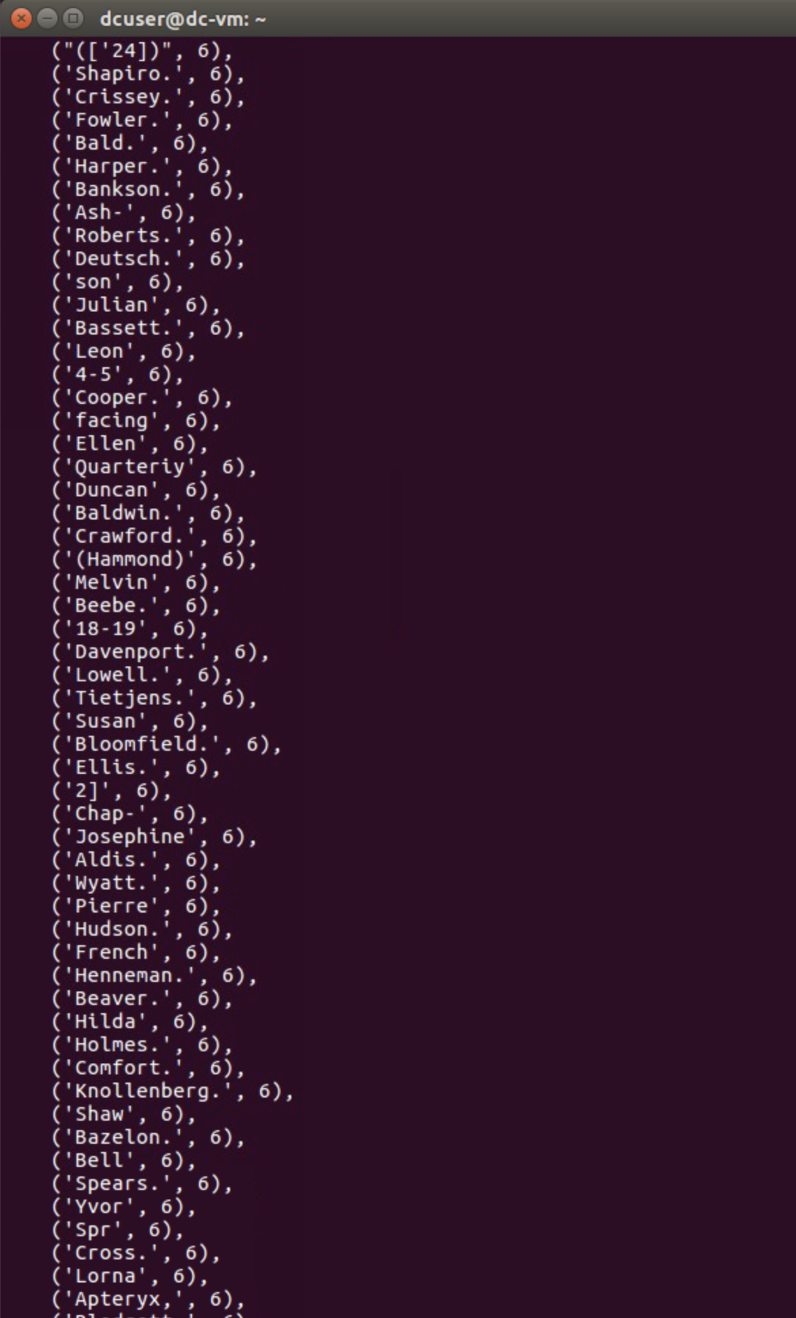 dcuser@dc-vm: ~
("(['24])", 6),
('Shapiro.', 6),
('Crissey.', 6),
('Fowler.', 6),
('Bald.', 6),
('Harper.', 6),
('Bankson.', 6),
('Ash-', 6),
('Roberts.', 6),
('Deutsch.', 6),
('son', 6),
('Julian', 6),
('Bassett.', 6),
('Leon', 6),
('4-5', 6),
('Cooper.', 6),
('facing', 6),
('Ellen', 6),
('Quarteriy', 6),
('Duncan', 6),
('Baldwin.', 6),
('Crawford.', 6),
('(Hammond)', 6),
('Melvin', 6),
('Beebe.', 6),
('18-19', 6),
('Davenport.', 6),
('Lowell.', 6),
('Tietjens.', 6),
('Susan', 6),
('Bloomfield.', 6),
('Ellis.', 6),
('2]', 6),
('Chap-', 6),
('Josephine', 6),
('Aldis.', 6),
('Wyatt.', 6),
('Pierre', 6),
('Hudson.', 6),
('French', 6),
('Henneman.', 6),
('Beaver.', 6),
('Hilda', 6),
('Holmes.', 6),
('Comfort.', 6),
('Knollenberg.', 6),
('Shaw', 6),
('Bazelon.', 6),
('Bell', 6),
('Spears.', 6),
('Yvor', 6),
('Spr', 6),
('Cross.', 6),
('Lorna', 6),
('Apteryx,', 6),